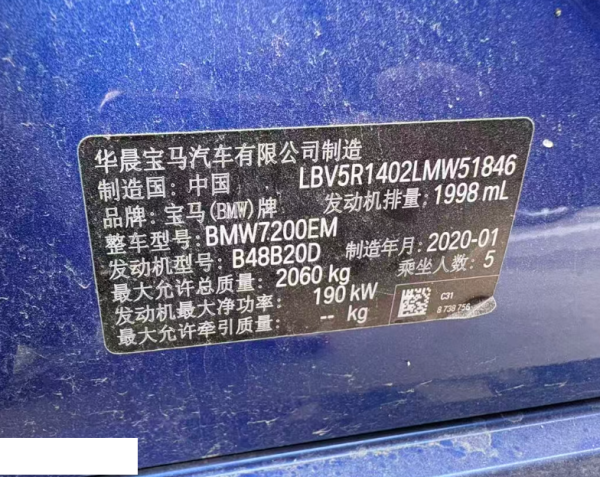 华晨宝马汽车有限公司制造
制造国: 中国 LBV5R1402LMW51846
品牌: 宝马(BMW)牌 发动机排量: 1998 mL
整车型号: BMW7200EM
发动机型号: B48B20D 制造年月: 2020-01
最大允许总质量: 2060 kg 乘坐人数: 5
发动机最大净功率: 190 kW
最大允许牵引质量: -- kg
C31
8 738 756